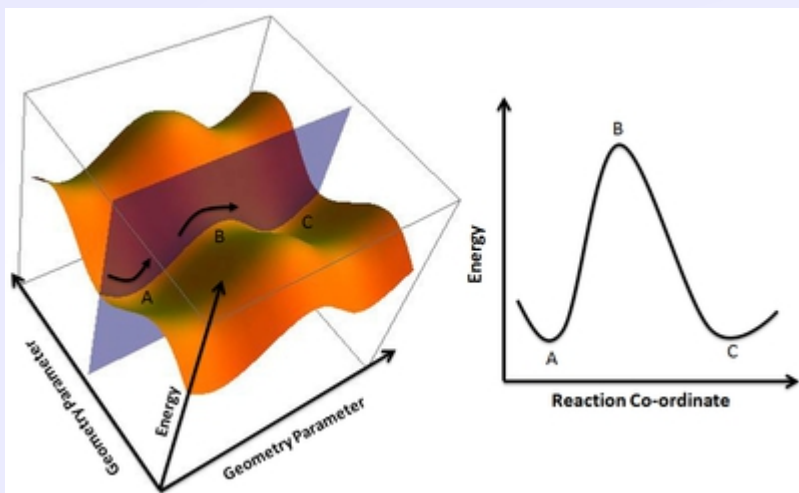 A
B
C
Geometry Parameter
Energy
Geometry Parameter
Energy
B
A
C
Reaction Co-ordinate